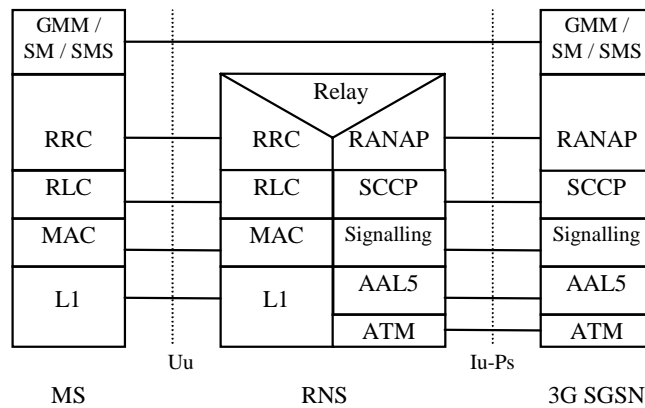 GMM /
SM / SMS
GMM /
SM / SMS
Relay
RRC
RRC
RANAP
RANAP
RLC
RLC
SCCP
SCCP
MAC
MAC
Signalling
Signalling
L1
L1
AAL5
AAL5
ATM
ATM
Uu
Iu-Ps
MS
RNS
3G SGSN